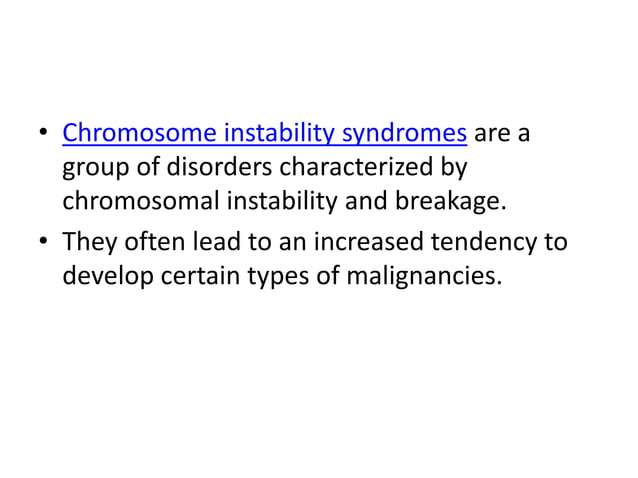 • Chromosome instability syndromes are a
group of disorders characterized by
chromosomal instability and breakage.
• They often lead to an increased tendency to
develop certain types of malignancies.